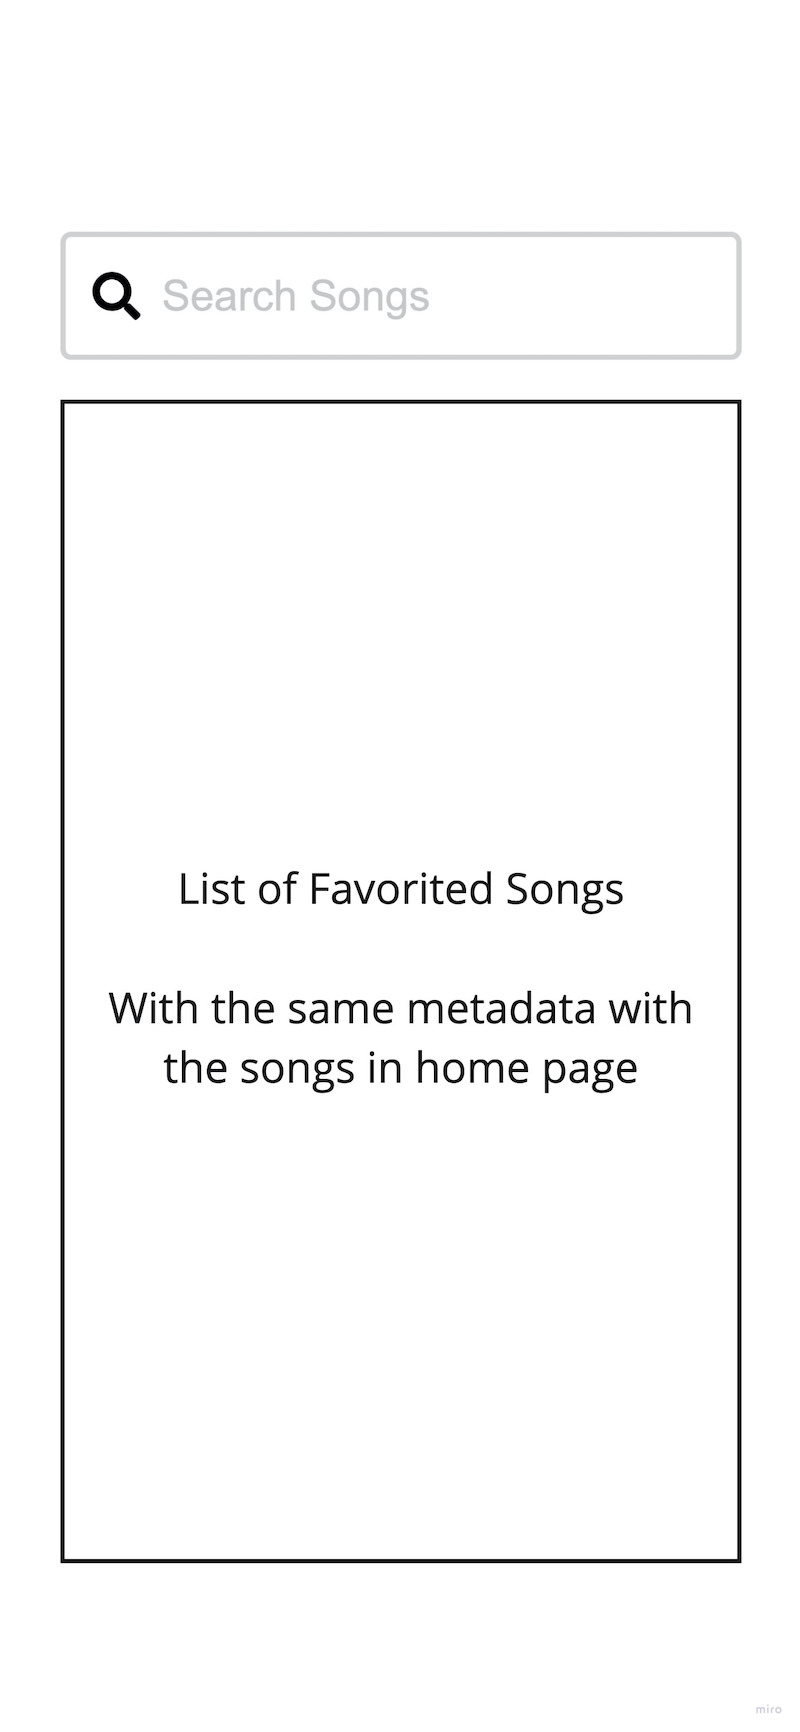 Search Songs
List of Favorited Songs
With the same metadata with
the songs in home page
miro